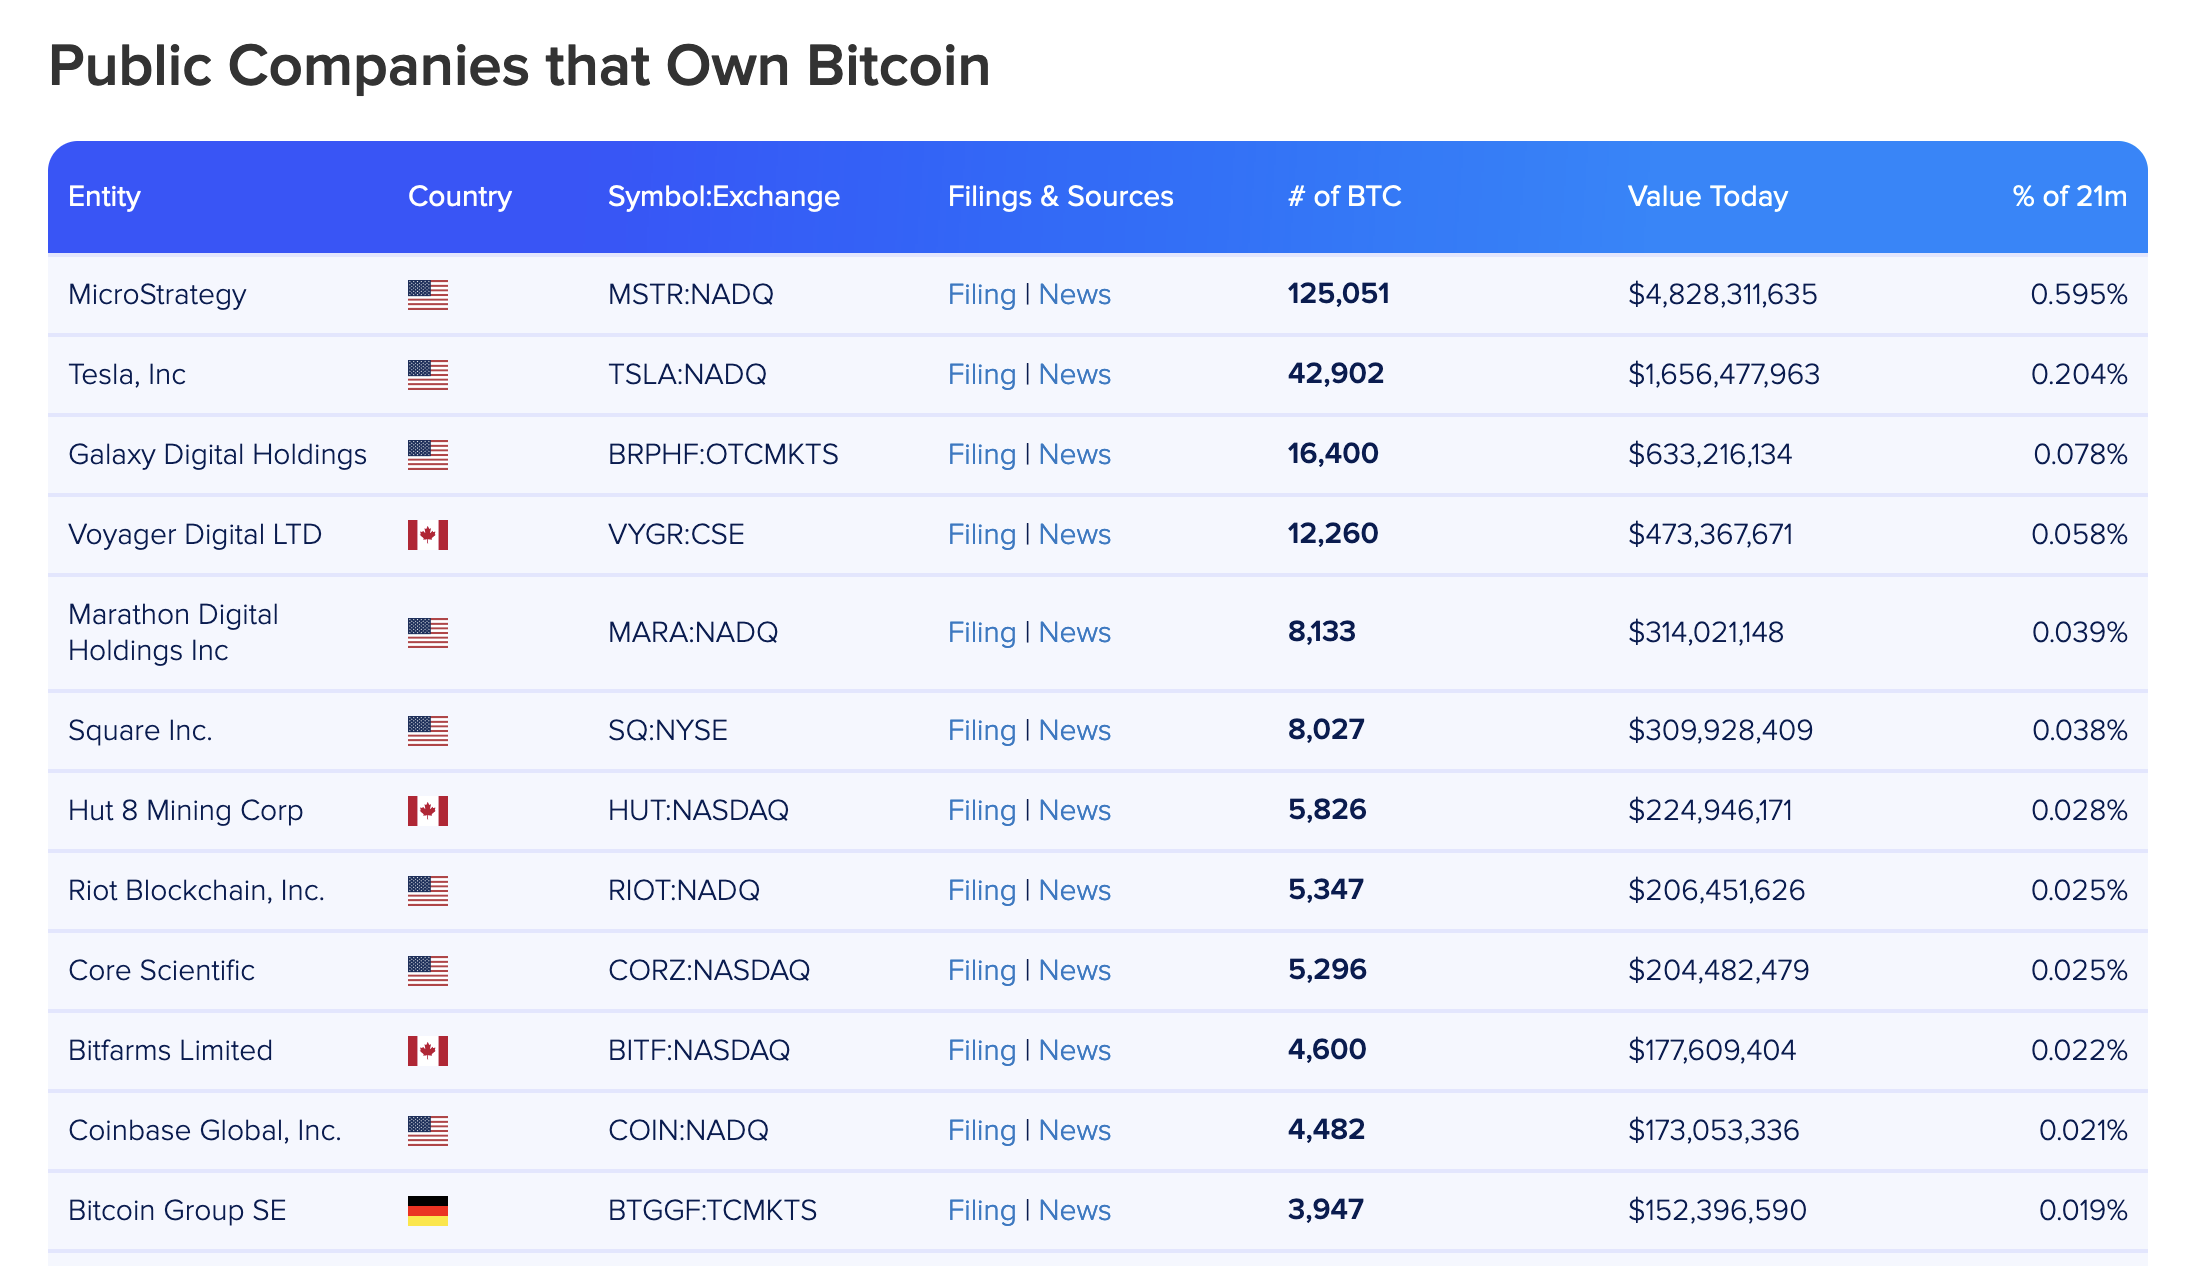 Public Companies that Own Bitcoin
Entity Country Symbol:Exchange Filings & Sources # of BTC Value Today % of 21m
MicroStrategy MSTR:NADQ Filing | News 125,051 $4,828,311,635 0.595%
Tesla, Inc TSLA:NADQ Filing | News 42,902 $1,656,477,963 0.204%
Galaxy Digital Holdings BRPHF:OTCMKTS Filing | News 16,400 $633,216,134 0.078%
Voyager Digital LTD VYGR:CSE Filing | News 12,260 $473,367,671 0.058%
Marathon Digital
Holdings Inc MARA:NADQ Filing | News 8,133 $314,021,148 0.039%
Square Inc. SQ:NYSE Filing | News 8,027 $309,928,409 0.038%
Hut 8 Mining Corp HUT:NASDAQ Filing | News 5,826 $224,946,171 0.028%
Riot Blockchain, Inc. RIOT:NADQ Filing | News 5,347 $206,451,626 0.025%
Core Scientific CORZ:NASDAQ Filing | News 5,296 $204,482,479 0.025%
Bitfarms Limited BITF:NASDAQ Filing | News 4,600 $177,609,404 0.022%
Coinbase Global, Inc. COIN:NADQ Filing | News 4,482 $173,053,336 0.021%
Bitcoin Group SE BTGGF:TCMKTS Filing | News 3,947 $152,396,590 0.019%